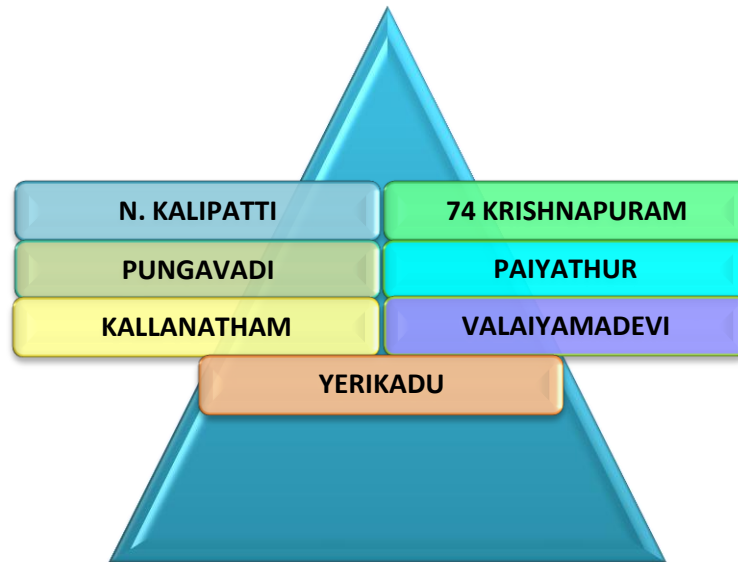 N. KALIPATTI
74 KRISHNAPURAM
PUNGAVADI
PAIYATHUR
KALLANATHAM
VALAIYAMADEVI
YERIKADU